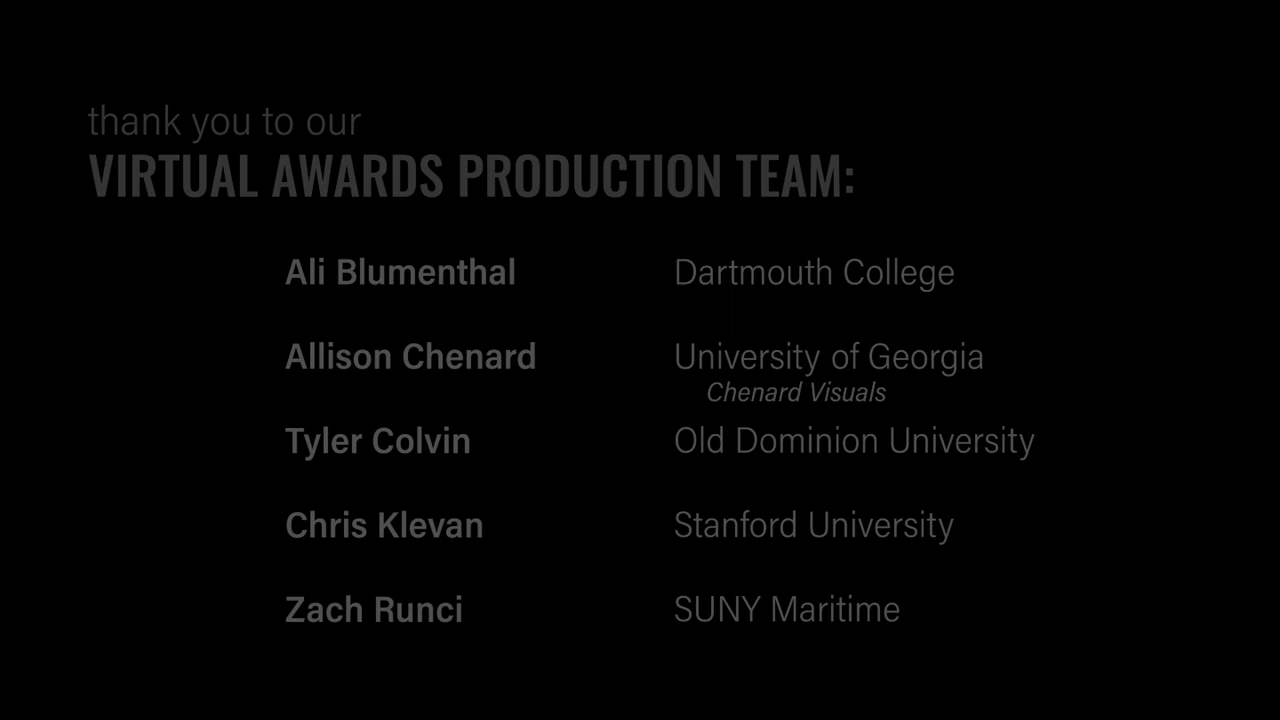 thank you to our
VIRTUAL AWARDS PRODUCTION TEAM:
Ali Blumenthal Dartmouth College
Allison Chenard University of Georgia
Chenard Visuals
Tyler Colvin Old Dominion University
Chris Klevan Stanford University
Zach Runci SUNY Maritime